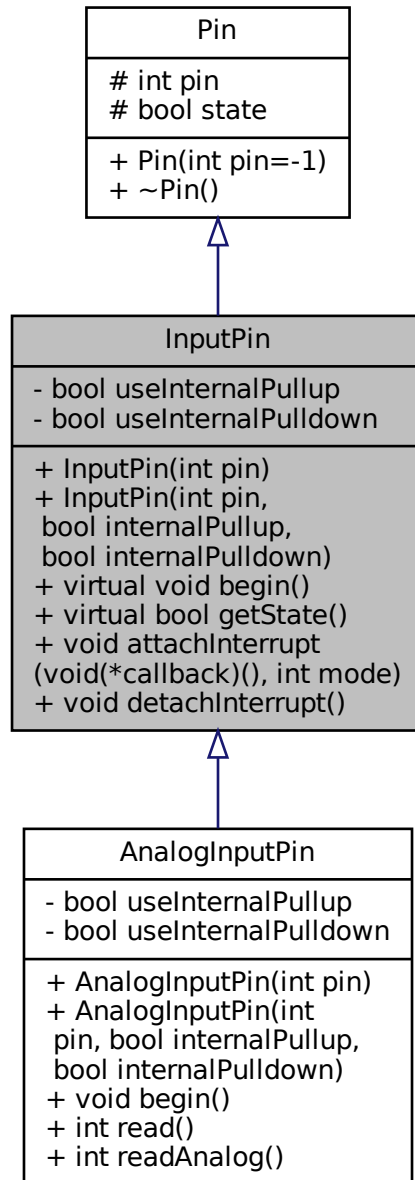 Pin
# int pin
# bool state
+ Pin(int pin=-1)
+ ~Pin()
InputPin
- bool useInternalPullup
- bool useInternalPulldown
+ InputPin(int pin)
+ InputPin(int pin,
bool internalPullup,
bool internalPulldown)
+ virtual void begin()
+ virtual bool getState()
+ void attachInterrupt
(void(*callback)(), int mode)
+ void detachInterrupt()
AnalogInputPin
- bool useInternalPullup
- bool useInternalPulldown
+ AnalogInputPin(int pin)
+ AnalogInputPin(int
pin, bool internalPullup,
bool internalPulldown)
+ void begin()
+ int read()
+ int readAnalog()